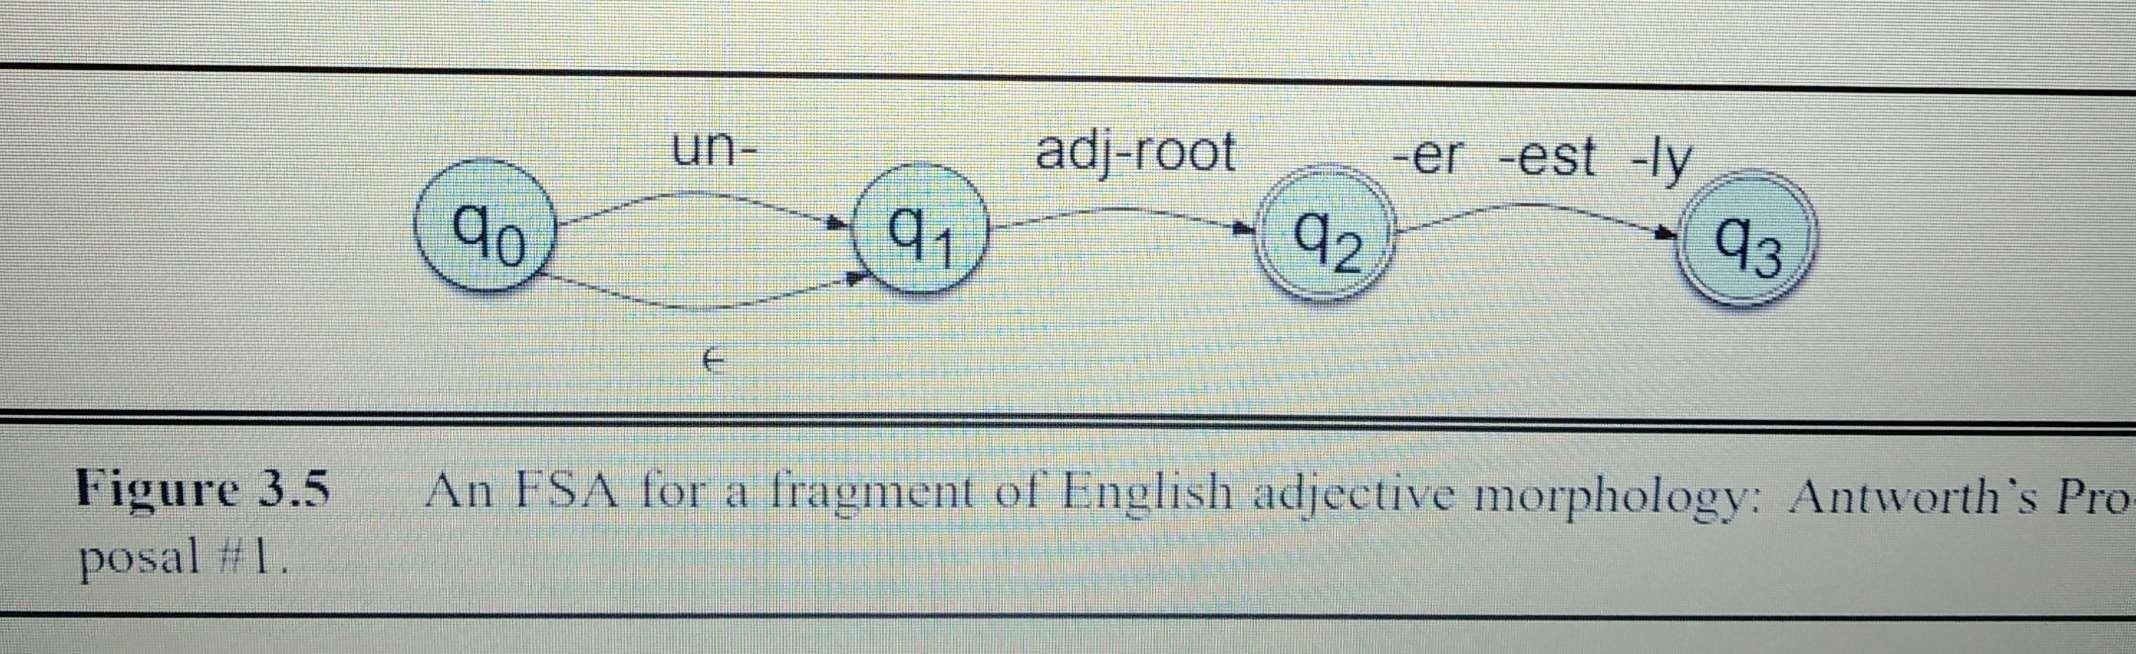 un- adj-root -er -est -ly
q0 q1 q2 q3
ϵ
Figure 3.5 An FSA for a fragment of English adjective morphology: Antworth's Pro-
posal #1.